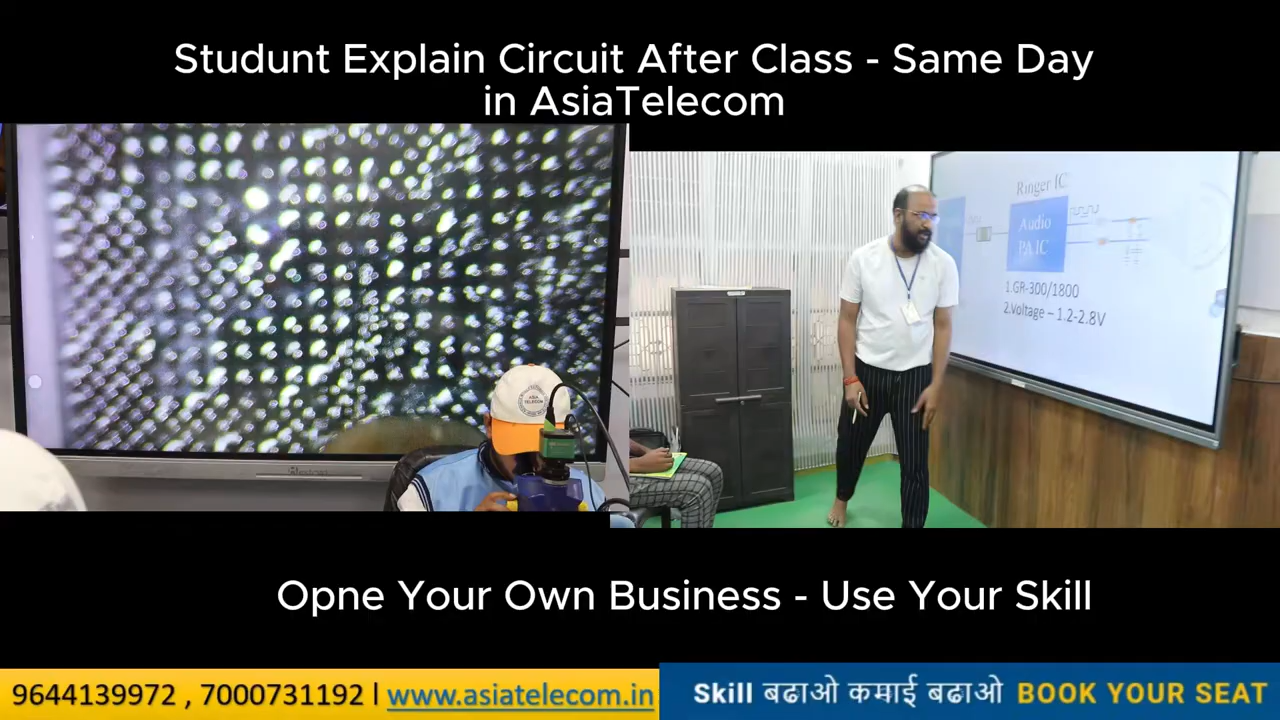 Studunt Explain Circuit After Class - Same Day
in AsiaTelecom
Ringer IC
Audio
PA IC
1.GR-300/1800
2.Voltage – 1.2-2.8V
ASIA
TELECOM
Opne Your Own Business - Use Your Skill
9644139972 , 7000731192 l www.asiatelecom.in
Skill बढाओ कमाई बढाओ BOOK YOUR SEAT